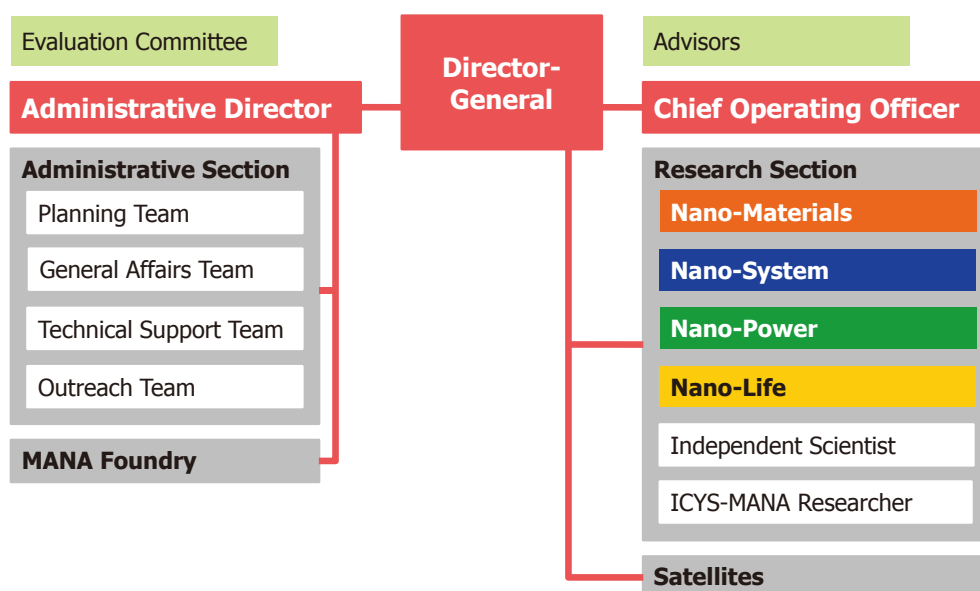 Evaluation Committee
Director-
General
Advisors
Administrative Director
Chief Operating Officer
Administrative Section
Planning Team
General Affairs Team
Technical Support Team
Outreach Team
MANA Foundry
Research Section
Nano-Materials
Nano-System
Nano-Power
Nano-Life
Independent Scientist
ICYS-MANA Researcher
Satellites